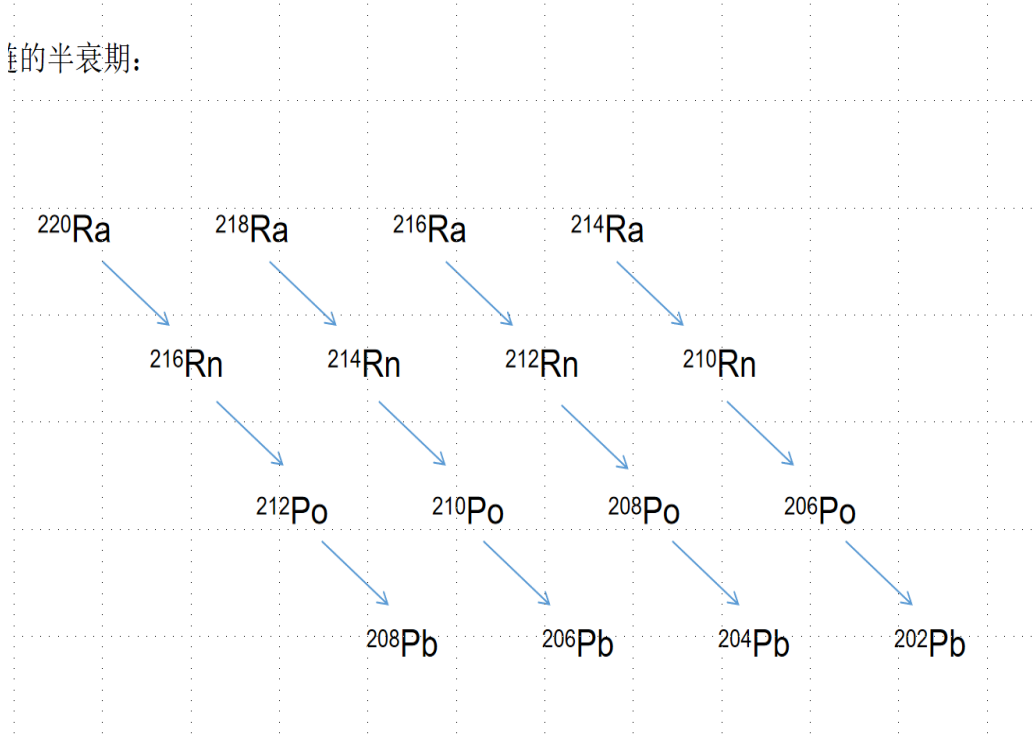 的半衰期：
²²⁰Ra ²¹⁸Ra ²¹⁶Ra ²¹⁴Ra
²¹⁶Rn ²¹⁴Rn ²¹²Rn ²¹⁰Rn
²¹²Po ²¹⁰Po ²⁰⁸Po ²⁰⁶Po
²⁰⁸Pb ²⁰⁶Pb ²⁰⁴Pb ²⁰²Pb